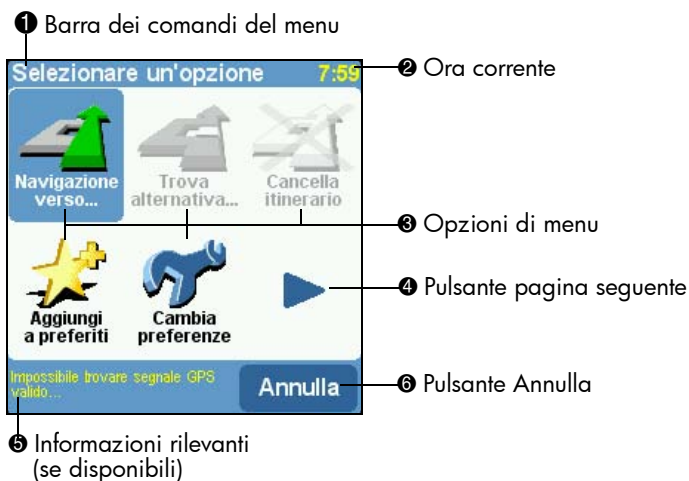 ❶ Barra dei comandi del menu
Selezionare un'opzione 7:59
❷ Ora corrente
Navigazione verso...
Trova alternativa...
Cancella itinerario
❸ Opzioni di menu
❹ Pulsante pagina seguente
Aggiungi a preferiti
Cambia preferenze
Impossibile trovare segnale GPS
valido...
Annulla
❻ Pulsante Annulla
❺ Informazioni rilevanti
(se disponibili)